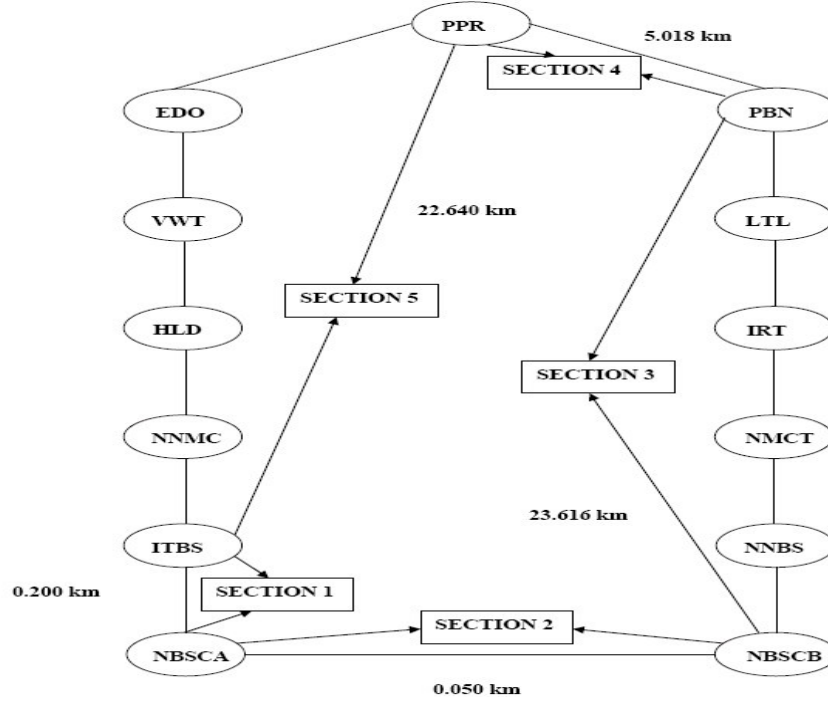 PPR
5.018 km
SECTION 4
EDO
PBN
VWT
22.640 km
LTL
SECTION 5
HLD
IRT
SECTION 3
NNMC
NMCT
23.616 km
ITBS
NNBS
0.200 km
SECTION 1
SECTION 2
NBSCA
NBSCB
0.050 km